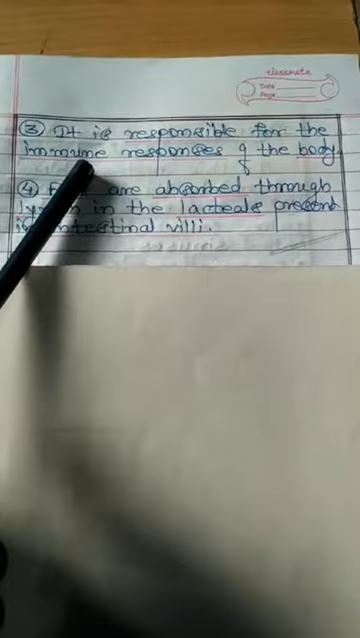 classmate
Date
Page
③ It is responsible for the
immune responses of the body.
④ are absorbed through
in the lacteals present
intestinal villi.